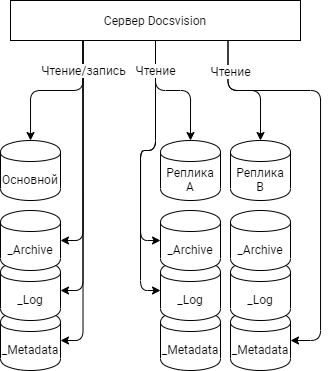 Сервер Docsvision
Чтение/запись
Чтение
Чтение
Основной
Реплика
A
Реплика
B
_Archive
_Archive
_Archive
_Log
_Log
_Log
_Metadata
_Metadata
_Metadata